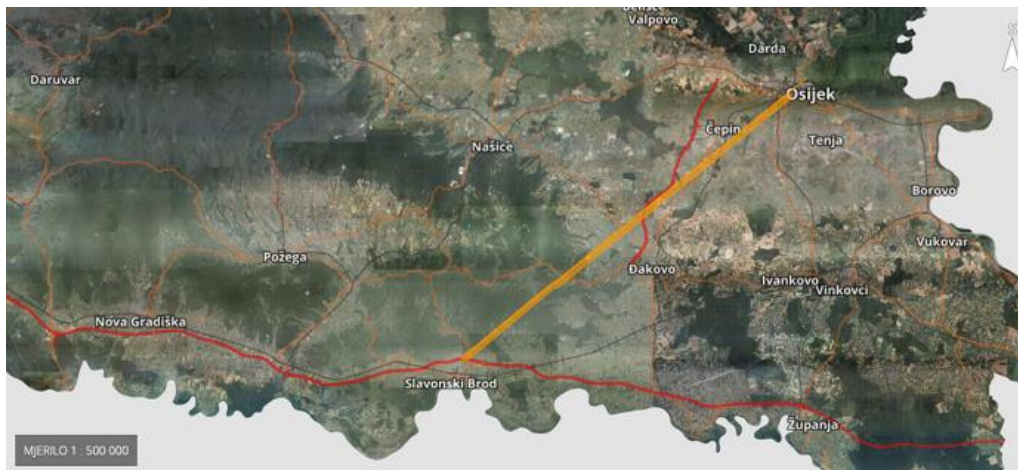 Valpovo
Darda
Daruvar
Osijek
Čepin
Tenja
Našice
Borovo
Vukovar
Požega
Đakovo
Ivankovo
Vinkovci
Nova Gradiška
Slavonski Brod
Županja
MJERILO 1 : 500 000